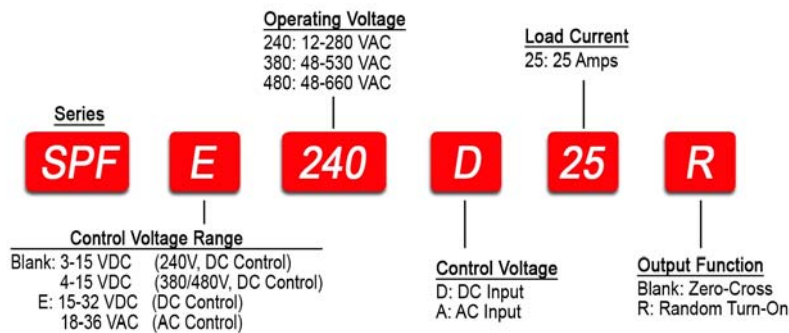 Operating Voltage
240: 12-280 VAC
380: 48-530 VAC
480: 48-660 VAC
Load Current
25: 25 Amps
Series
SPF E 240 D 25 R
Control Voltage Range
Blank: 3-15 VDC (240V, DC Control)
4-15 VDC (380/480V, DC Control)
E: 15-32 VDC (DC Control)
18-36 VAC (AC Control)
Control Voltage
D: DC Input
A: AC Input
Output Function
Blank: Zero-Cross
R: Random Turn-On